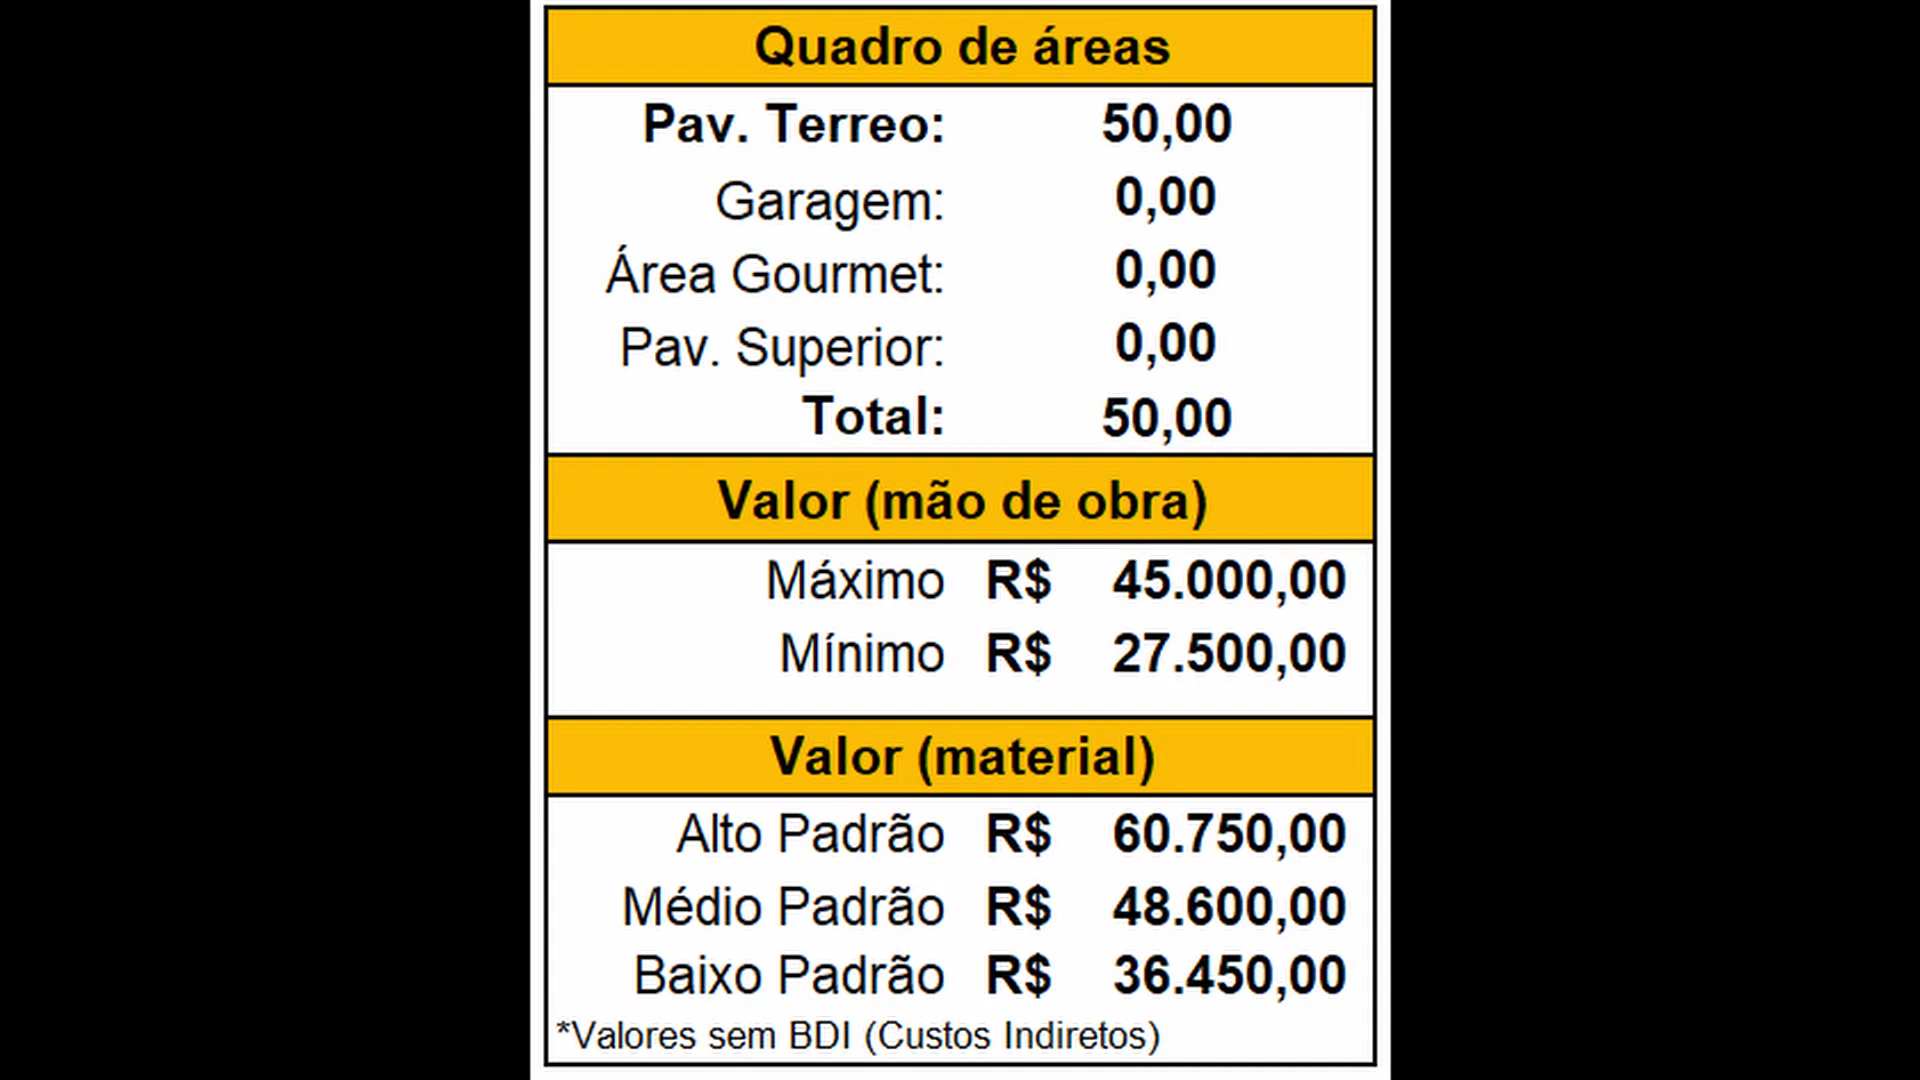 Quadro de áreas
Pav. Terreo: 50,00
Garagem: 0,00
Área Gourmet: 0,00
Pav. Superior: 0,00
Total: 50,00
Valor (mão de obra)
Máximo R$ 45.000,00
Mínimo R$ 27.500,00
Valor (material)
Alto Padrão R$ 60.750,00
Médio Padrão R$ 48.600,00
Baixo Padrão R$ 36.450,00
*Valores sem BDI (Custos Indiretos)